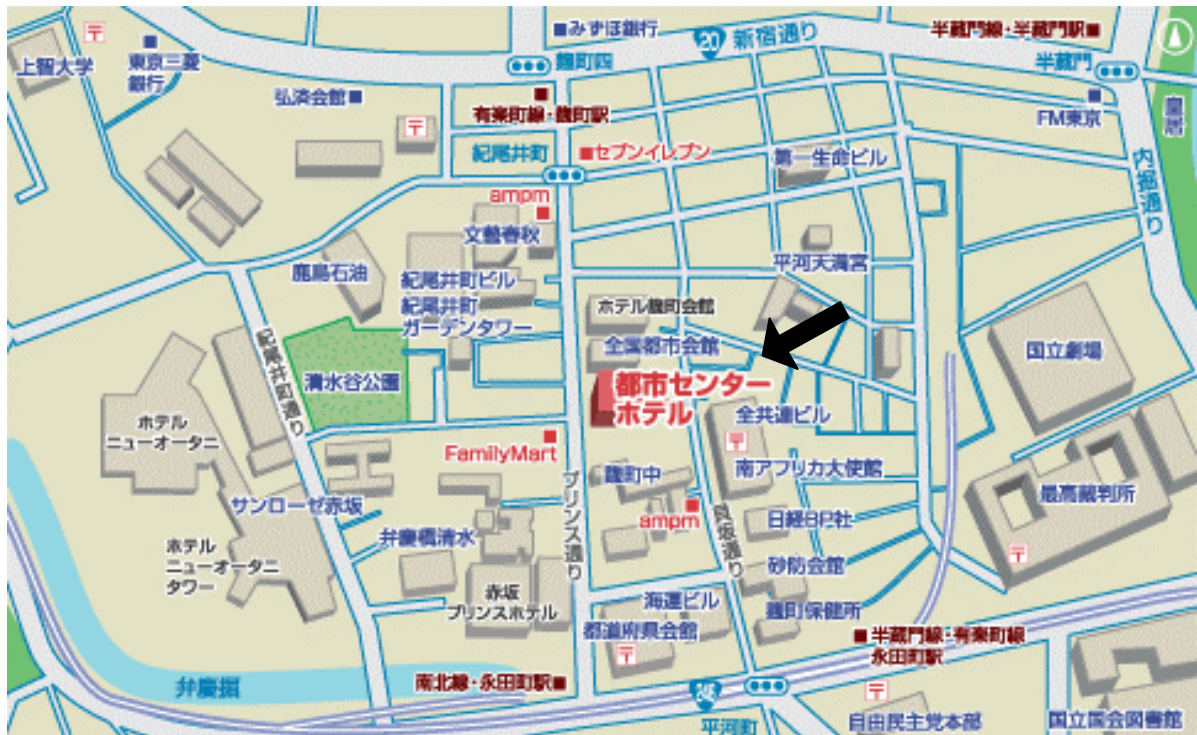 みずほ銀行
20 新宿通り
半蔵門線・半蔵門駅
上智大学
東京三菱
銀行
麹町四
半蔵門
弘済会館
有楽町線・麹町駅
FM東京
皇居
紀尾井町
セブンイレブン
第一生命ビル
内掘通り
ampm
文藝春秋
平河天満宮
鹿島石油
紀尾井町ビル
紀尾井町
ガーデンタワー
ホテル麹町会館
全国都市会館
国立劇場
紀尾井町通り
清水谷公園
都市センター
ホテル
ホテル
ニューオータニ
全共連ビル
FamilyMart
プリンス通り
麹町中
南アフリカ大使館
最高裁判所
サンローゼ赤坂
ampm
貝坂通り
日経BP社
弁慶橋清水
ホテル
ニューオータニ
タワー
砂防会館
赤坂
プリンスホテル
海運ビル
麹町保健所
都道府県会館
半蔵門線・有楽町線
永田町駅
弁慶掘
南北線・永田町駅
246
平河町
自由民主党本部
国立国会図書館